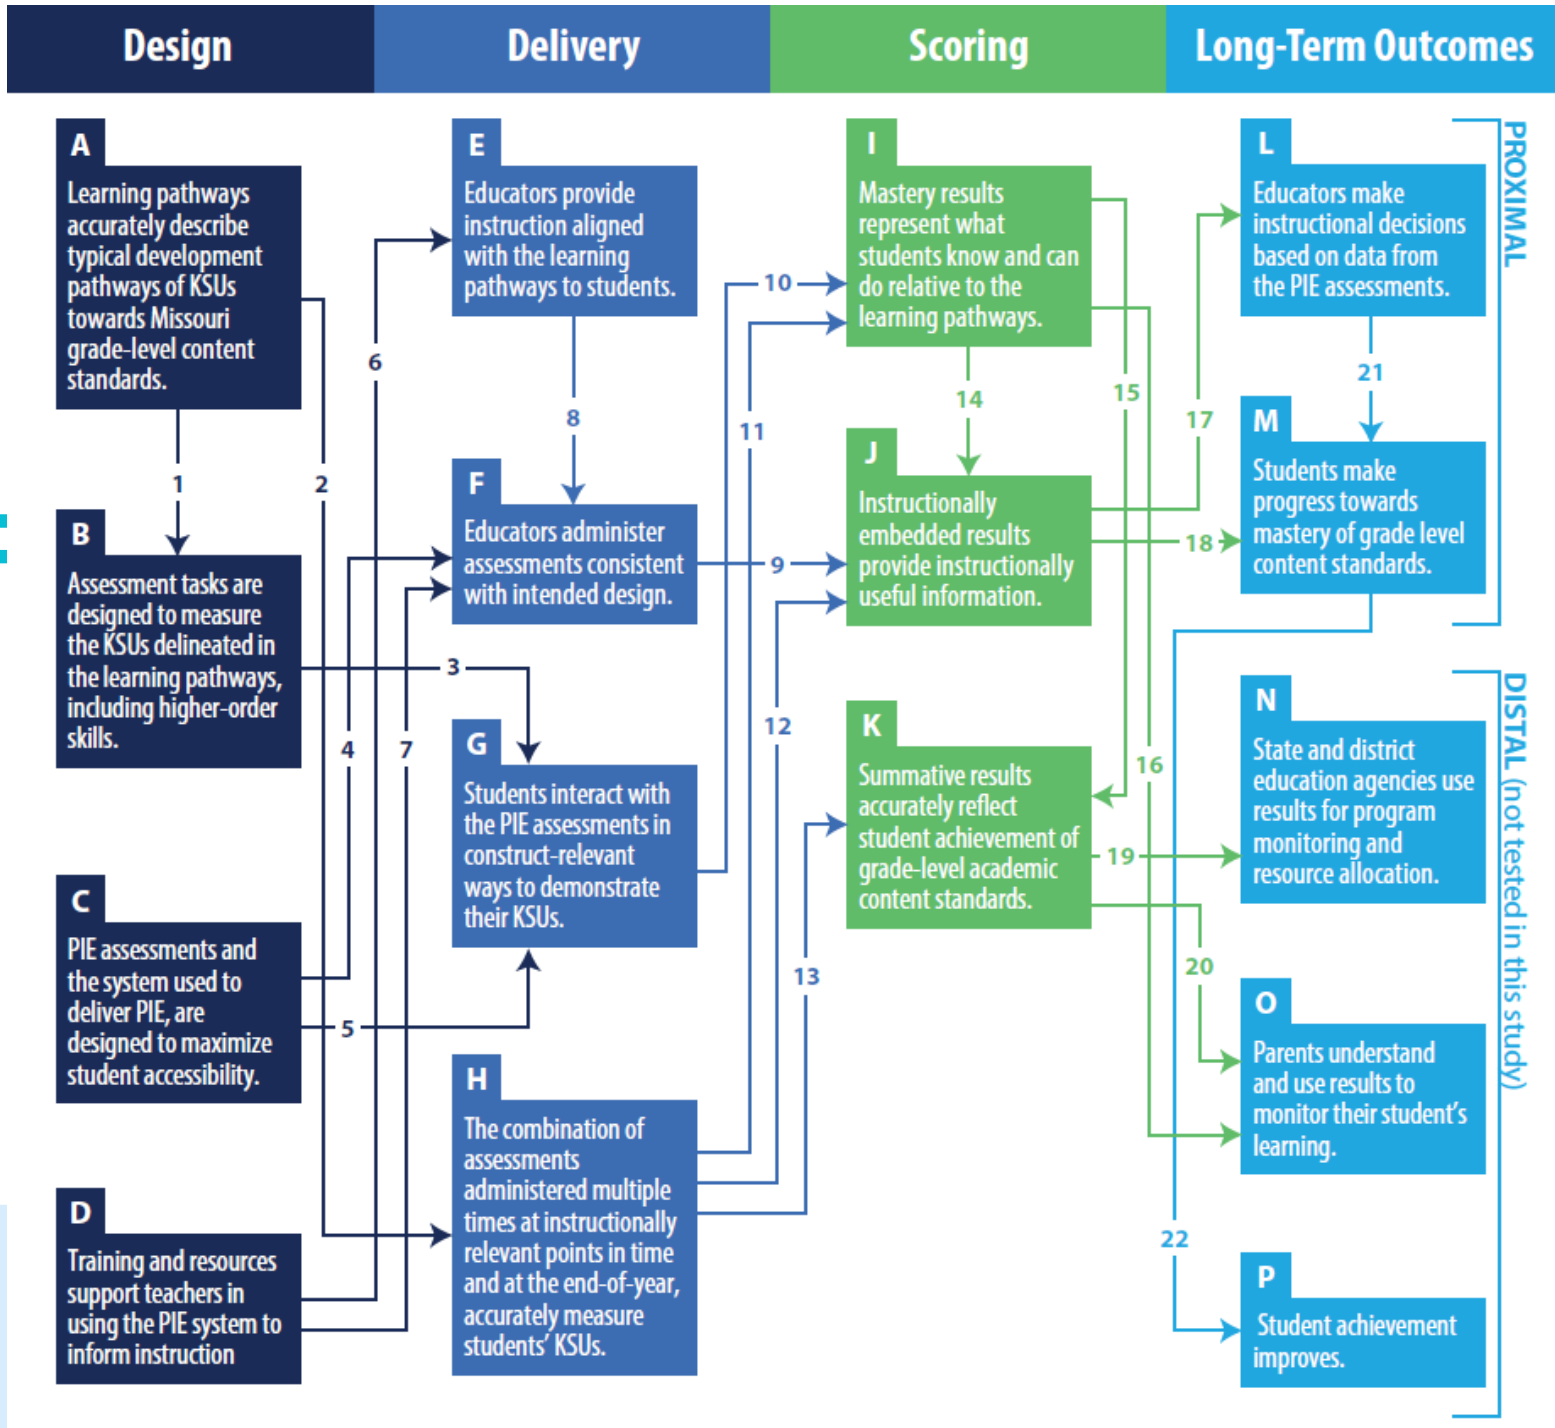 Design
Delivery
Scoring
Long-Term Outcomes
A
Learning pathways
accurately describe
typical development
pathways of KSUs
towards Missouri
grade-level content
standards.
1
2
B
Assessment tasks are
designed to measure
the KSUs delineated in
the learning pathways,
including higher-order
skills.
3
4
C
PIE assessments and
the system used to
deliver PIE, are
designed to maximize
student accessibility.
5
D
Training and resources
support teachers in
using the PIE system to
inform instruction
6
7
E
Educators provide
instruction aligned
with the learning
pathways to students.
8
F
Educators administer
assessments consistent
with intended design.
9
G
Students interact with
the PIE assessments in
construct-relevant
ways to demonstrate
their KSUs.
10
H
The combination of
assessments
administered multiple
times at instructionally
relevant points in time
and at the end-of-year,
accurately measure
students’ KSUs.
11
12
13
I
Mastery results
represent what
students know and can
do relative to the
learning pathways.
14
15
16
J
Instructionally
embedded results
provide instructionally
useful information.
17
18
K
Summative results
accurately reflect
student achievement of
grade-level academic
content standards.
19
20
L
Educators make
instructional decisions
based on data from
the PIE assessments.
21
M
Students make
progress towards
mastery of grade level
content standards.
22
N
State and district
education agencies use
results for program
monitoring and
resource allocation.
O
Parents understand
and use results to
monitor their student’s
learning.
P
Student achievement
improves.
PROXIMAL
DISTAL (not tested in this study)